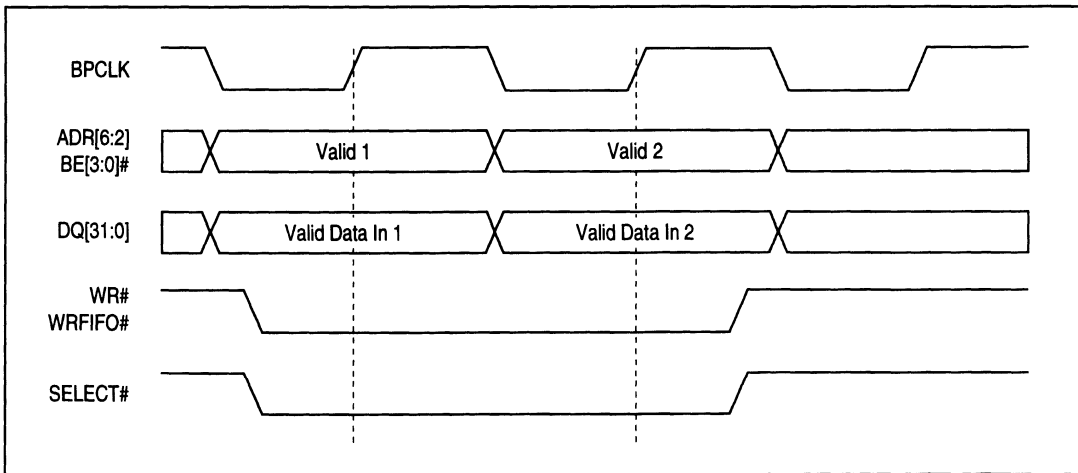 BPCLK
ADR[6:2]
BE[3:0]#
Valid 1
Valid 2
DQ[31:0]
Valid Data In 1
Valid Data In 2
WR#
WRFIFO#
SELECT#